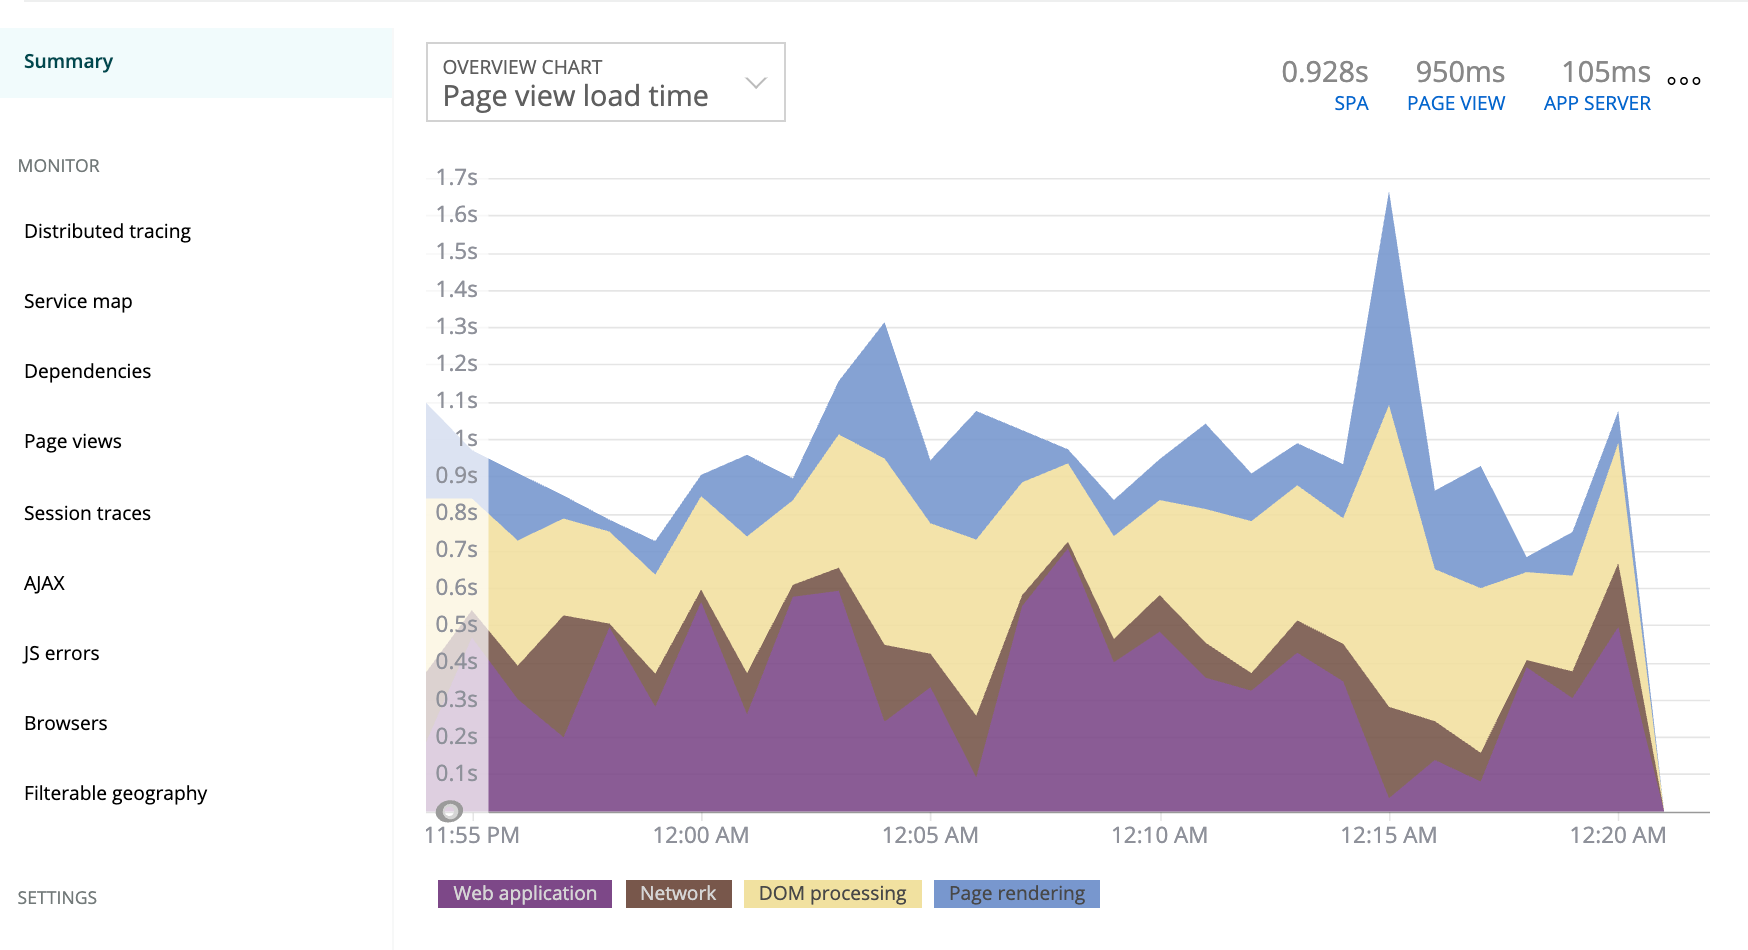 Summary
MONITOR
Distributed tracing
Service map
Dependencies
Page views
Session traces
AJAX
JS errors
Browsers
Filterable geography
SETTINGS
OVERVIEW CHART
Page view load time
0.928s 950ms 105ms
SPA PAGE VIEW APP SERVER
1.7s
1.6s
1.5s
1.4s
1.3s
1.2s
1.1s
1s
0.9s
0.8s
0.7s
0.6s
0.5s
0.4s
0.3s
0.2s
0.1s
11:55 PM 12:00 AM 12:05 AM 12:10 AM 12:15 AM 12:20 AM
Web application Network DOM processing Page rendering